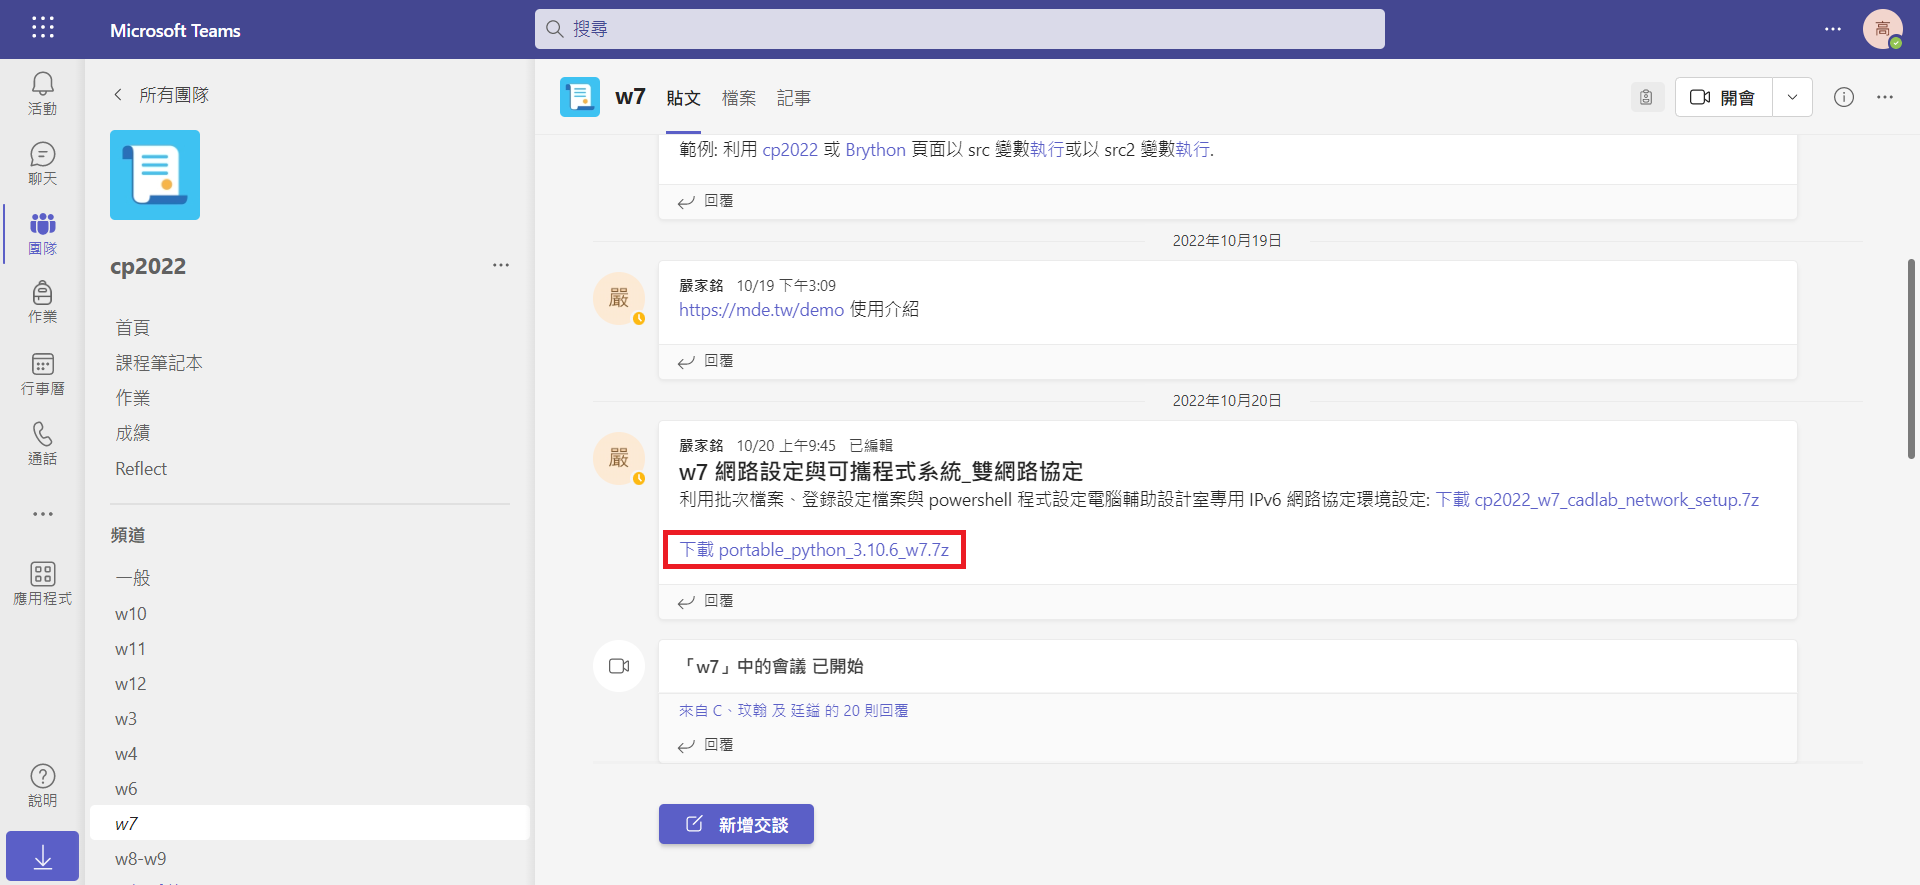 Microsoft Teams
搜尋
高
活動
聊天
團隊
作業
行事曆
通話
應用程式
說明
所有團隊
cp2022
首頁
課程筆記本
作業
成績
Reflect
頻道
一般
w10
w11
w12
w3
w4
w6
w7
w8-w9
w7 貼文 檔案 記事
開會
範例: 利用 cp2022 或 Brython 頁面以 src 變數執行或以 src2 變數執行.
回覆
2022年10月19日
嚴
嚴家銘 10/19 下午3:09
https://mde.tw/demo 使用介紹
回覆
2022年10月20日
嚴
嚴家銘 10/20 上午9:45 已編輯
w7 網路設定與可攜程式系統_雙網路協定
利用批次檔案、登錄設定檔案與 powershell 程式設定電腦輔助設計室專用 IPv6 網路協定環境設定: 下載 cp2022_w7_cadlab_network_setup.7z
下載 portable_python_3.10.6_w7.7z
回覆
「w7」中的會議 已開始
來自 C、玟翰 及 廷鎰 的 20 則回覆
回覆
新增交談